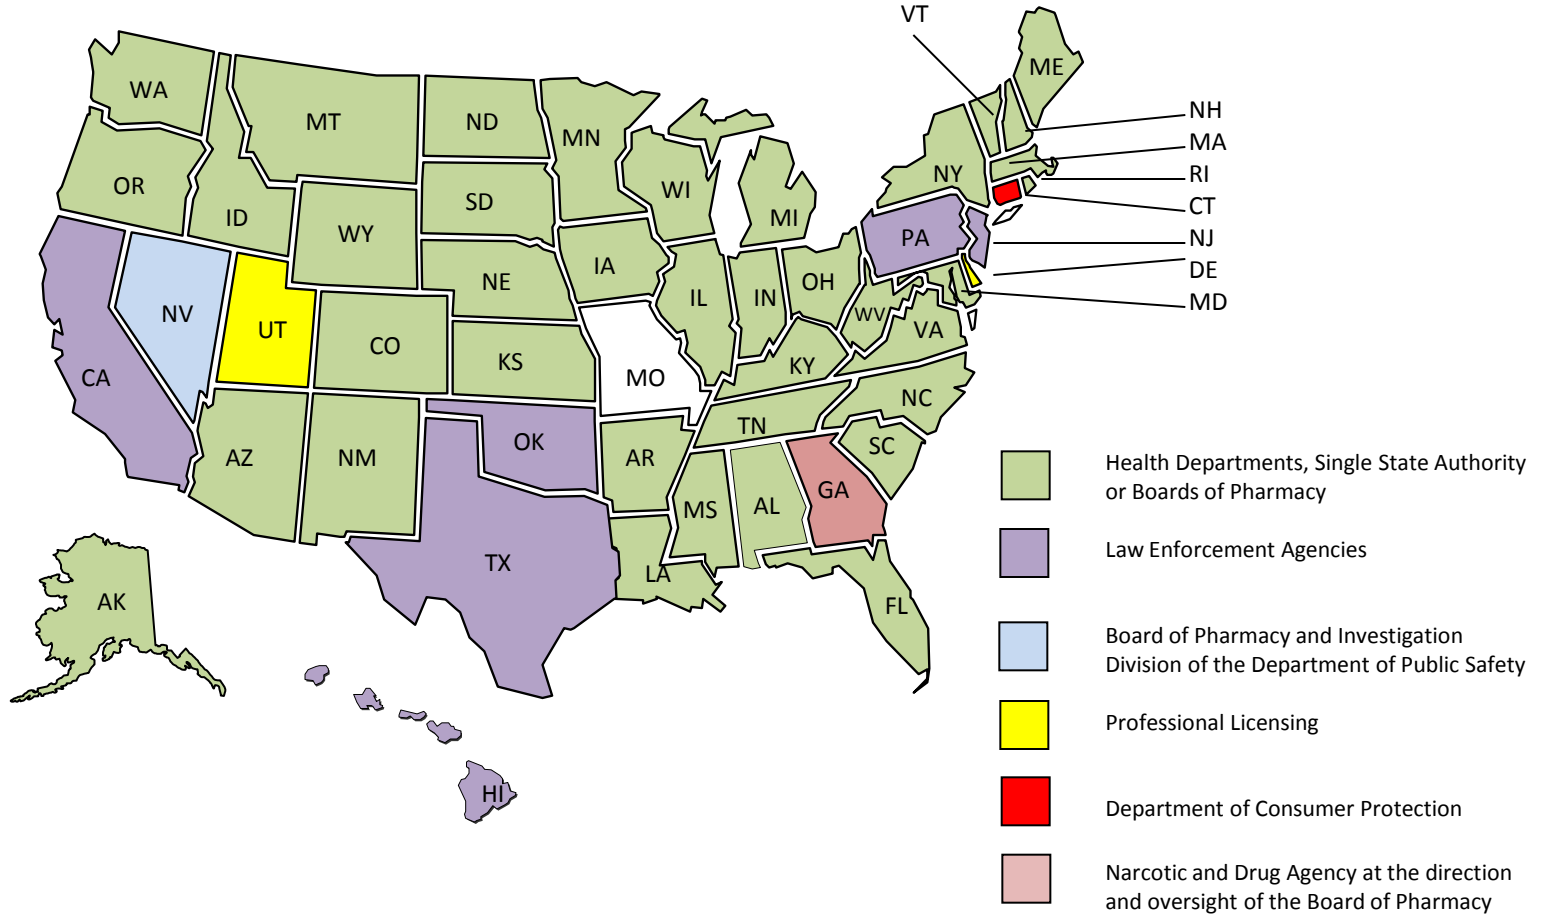 VT
ME
WA
MT
ND
MN
NH
MA
RI
CT
NJ
DE
MD
OR
ID
WY
SD
WI
MI
NY
PA
NV
UT
CO
NE
IA
IL
IN
OH
WV
VA
CA
KS
MO
KY
NC
AZ
NM
OK
AR
TN
SC
TX
LA
MS
AL
GA
FL
AK
HI
Health Departments, Single State Authority
or Boards of Pharmacy
Law Enforcement Agencies
Board of Pharmacy and Investigation
Division of the Department of Public Safety
Professional Licensing
Department of Consumer Protection
Narcotic and Drug Agency at the direction
and oversight of the Board of Pharmacy